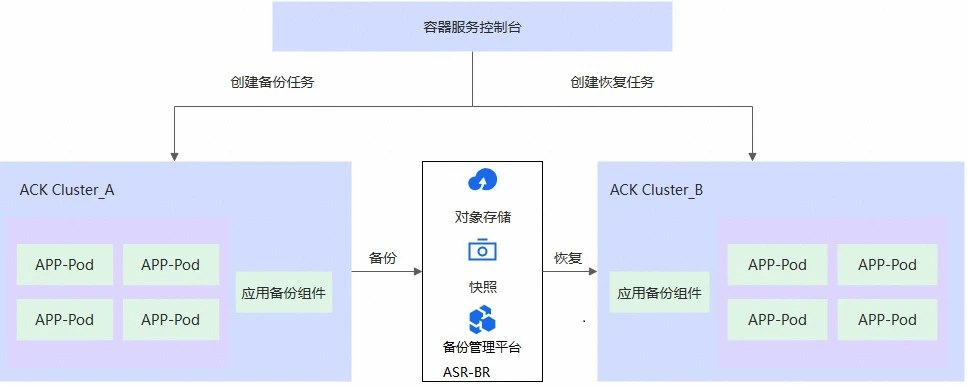 容器服务控制台
创建备份任务
创建恢复任务
ACK Cluster_A
APP-Pod
APP-Pod
APP-Pod
APP-Pod
应用备份组件
备份
对象存储
快照
备份管理平台
ASR-BR
恢复
ACK Cluster_B
应用备份组件
APP-Pod
APP-Pod
APP-Pod
APP-Pod